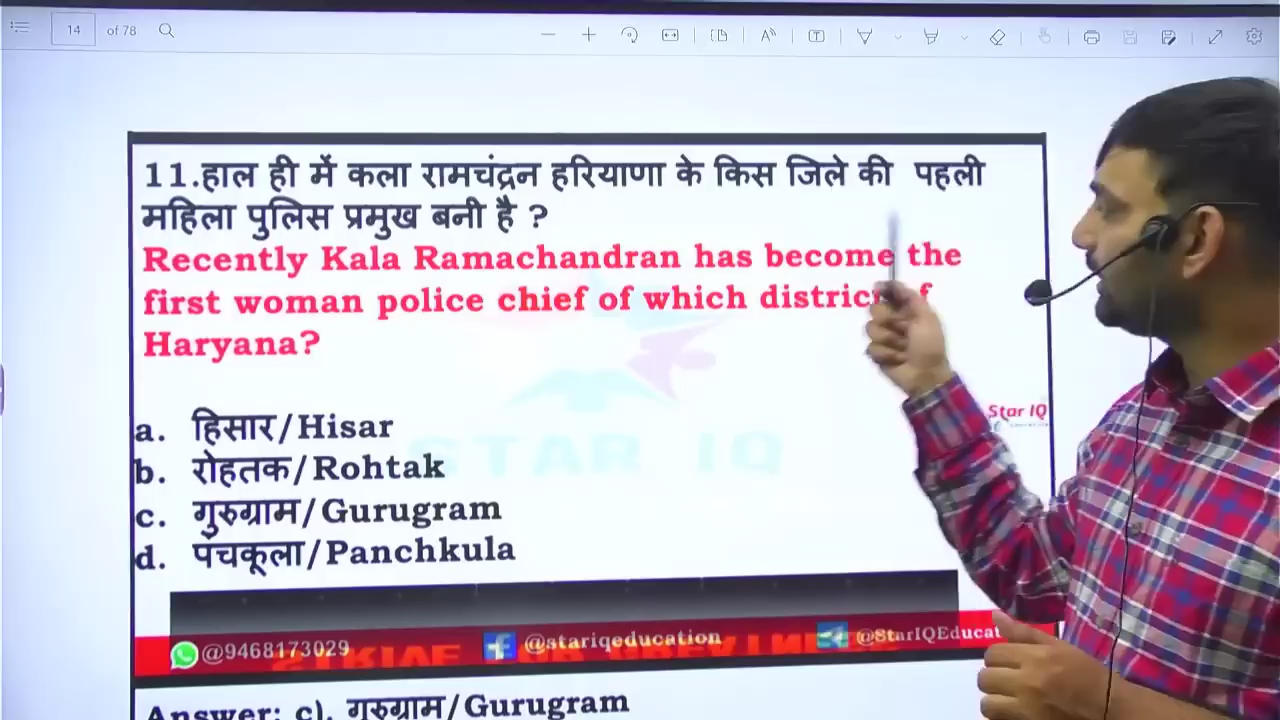 14 of 78
11.हाल ही में कला रामचंद्रन हरियाणा के किस जिले की पहली
महिला पुलिस प्रमुख बनी है ?
Recently Kala Ramachandran has become the
first woman police chief of which district of
Haryana?
a. हिसार/Hisar
b. रोहतक/Rohtak
c. गुरुग्राम/Gurugram
d. पंचकूला/Panchkula
Star IQ
STAR IQ
@9468173029 @stariqeducation @StarIQEducat
Answer: c). गुरुग्राम/Gurugram